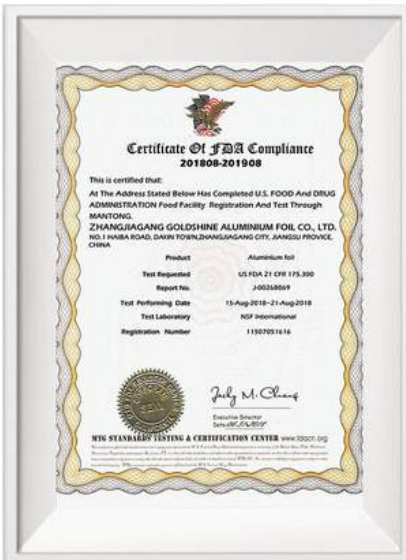 Certificate Of FDA Compliance
201808-201908
This is certified that:
At The Address Stated Below Has Completed U.S. FOOD And DRUG
ADMINISTRATION Food Facility Registration And Test Through
MANTONG.
ZHANGJIAGANG GOLDSHINE ALUMINIUM FOIL CO., LTD.
NO.1 HAIBA ROAD, DAXIN TOWN,ZHANGJIAGANG CITY, JIANGSU PROVICE,
CHINA
Product Aluminium foil
Test Requested US FDA 21 CFR 175.300
Report No. J-00268069
Test Performing Date 15-Aug-2018~21-Aug-2018
Test Laboratory NSF International
Registration Number 11507051616
Jacky M. Chang
Executive Director
Date
MTG STANDARDS TESTING & CERTIFICATION CENTER www.fdacn.org